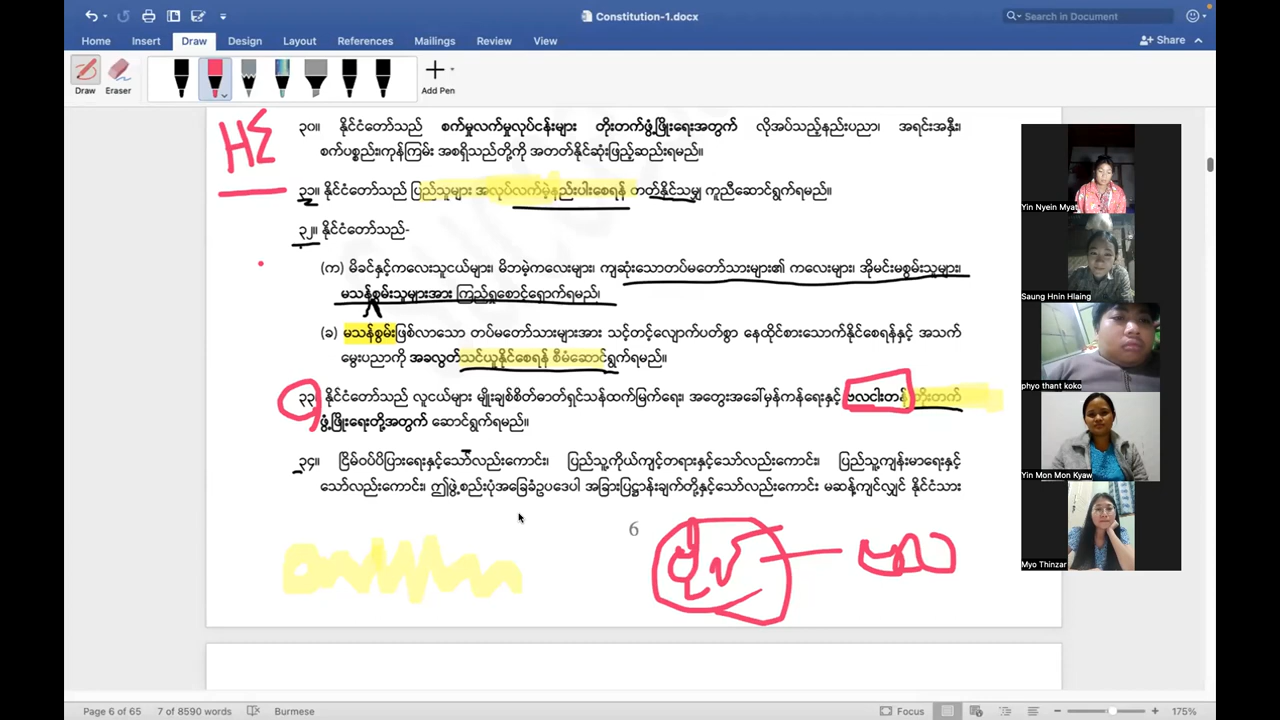 Constitution-1.docx
Search in Document
Home Insert Draw Design Layout References Mailings Review View
Share
Draw Eraser Add Pen
၃၀။ နိုင်ငံတော်သည် စက်မှုလက်မှုလုပ်ငန်းများ တိုးတက်ဖွံ့ဖြိုးရေးအတွက် လိုအပ်သည့်နည်းပညာ၊ အရင်းအနှီး၊
စက်ပစ္စည်း၊ကုန်ကြမ်း အစရှိသည်တို့ကို အတတ်နိုင်ဆုံးဖြည့်ဆည်းရမည်။
၃၁။ နိုင်ငံတော်သည် ပြည်သူများ အလုပ်လက်မဲ့နည်းပါးစေရန် တတ်နိုင်သမျှ ကူညီဆောင်ရွက်ရမည်။
၃၂။ နိုင်ငံတော်သည်-
(က) မိခင်နှင့်ကလေးသူငယ်များ၊ မိဘမဲ့ကလေးများ၊ ကျဆုံးသောတပ်မတော်သားများ၏ ကလေးများ၊ အိုမင်းမစွမ်းသူများ၊
မသန်စွမ်းသူများအား ကြည့်ရှုစောင့်ရှောက်ရမည်၊
(ခ) မသန်စွမ်းဖြစ်လာသော တပ်မတော်သားများအား သင့်တင့်လျောက်ပတ်စွာ နေထိုင်စားသောက်နိုင်စေရန်နှင့် အသက်
မွေးပညာကို အခလွတ်သင်ယူနိုင်စေရန် စီမံဆောင်ရွက်ရမည်။
၃၃။ နိုင်ငံတော်သည် လူငယ်များ မျိုးချစ်စိတ်ဓာတ်ရှင်သန်ထက်မြက်ရေး၊ အတွေးအခေါ်မှန်ကန်ရေးနှင့် ဗလငါးတန် တိုးတက်
ဖွံ့ဖြိုးရေးတို့အတွက် ဆောင်ရွက်ရမည်။
၃၄။ ငြိမ်ဝပ်ပိပြားရေးနှင့်သော်လည်းကောင်း၊ ပြည်သူ့ကိုယ်ကျင့်တရားနှင့်သော်လည်းကောင်း၊ ပြည်သူ့ကျန်းမာရေးနှင့်
သော်လည်းကောင်း၊ ဤဖွဲ့စည်းပုံအခြေခံဥပဒေပါ အခြားပြဋ္ဌာန်းချက်တို့နှင့်သော်လည်းကောင်း မဆန့်ကျင်လျှင် နိုင်ငံသား
6
Yin Nyein Myat
Saung Hnin Hlaing
phyo thant koko
Yin Mon Mon Kyaw
Myo Thinzar
Page 6 of 65 7 of 8590 words Burmese Focus 175%